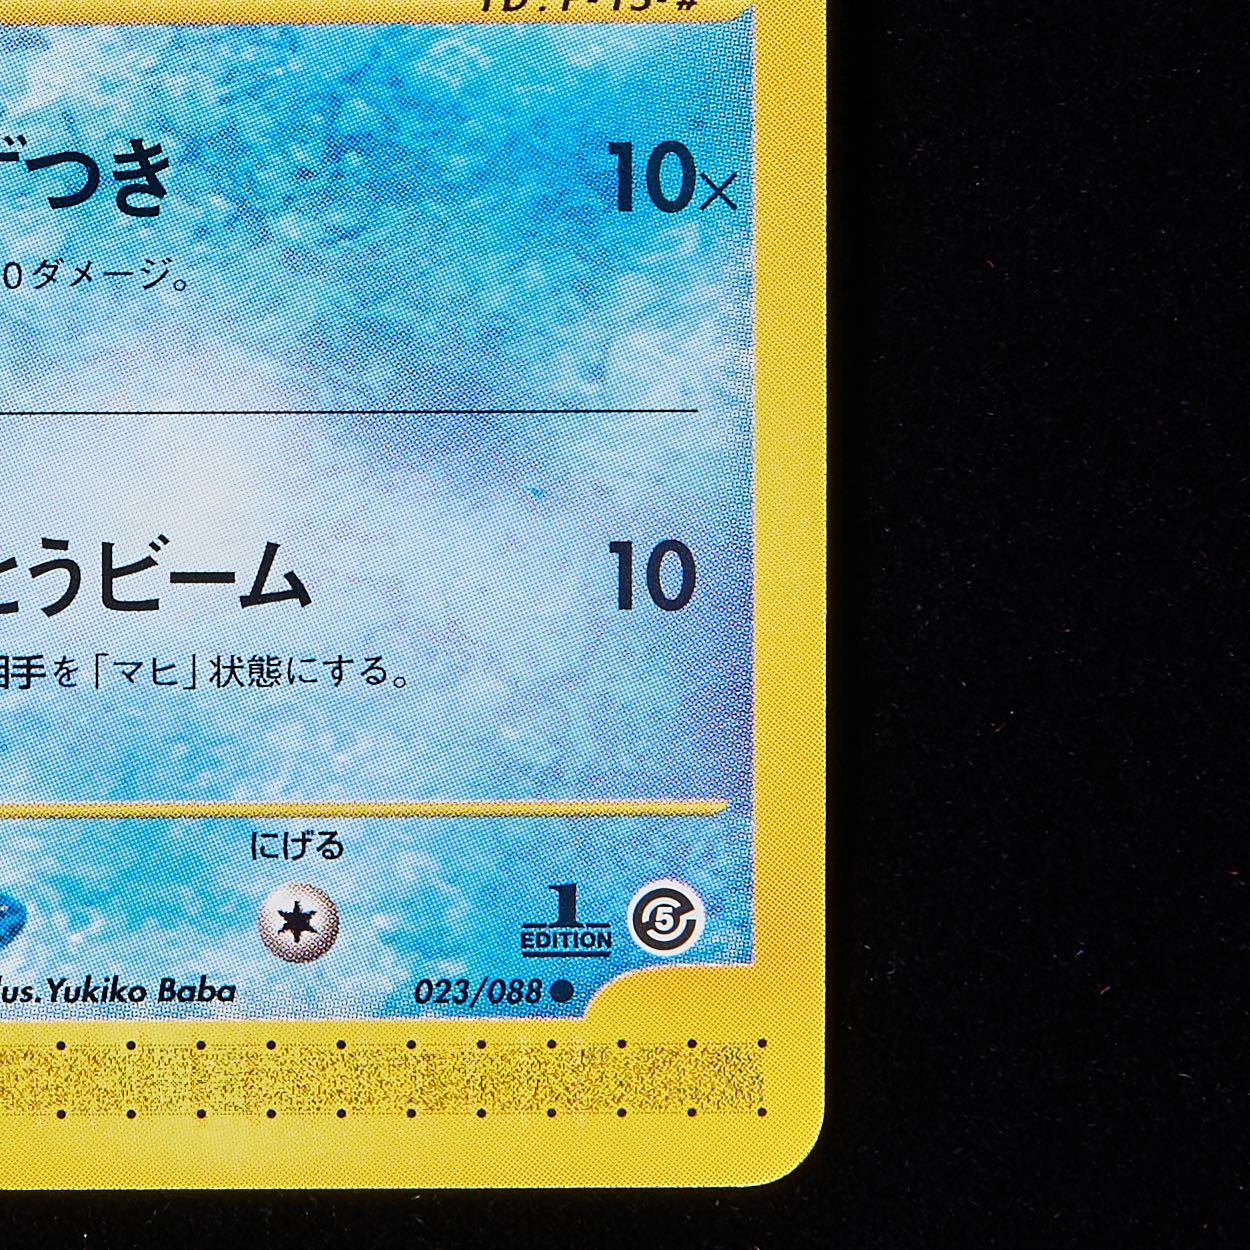 つき 10×
0ダメージ。
とうビーム 10
相手を「マヒ」状態にする。
にげる
1
EDITION
5
lus.Yukiko Baba 023/088●